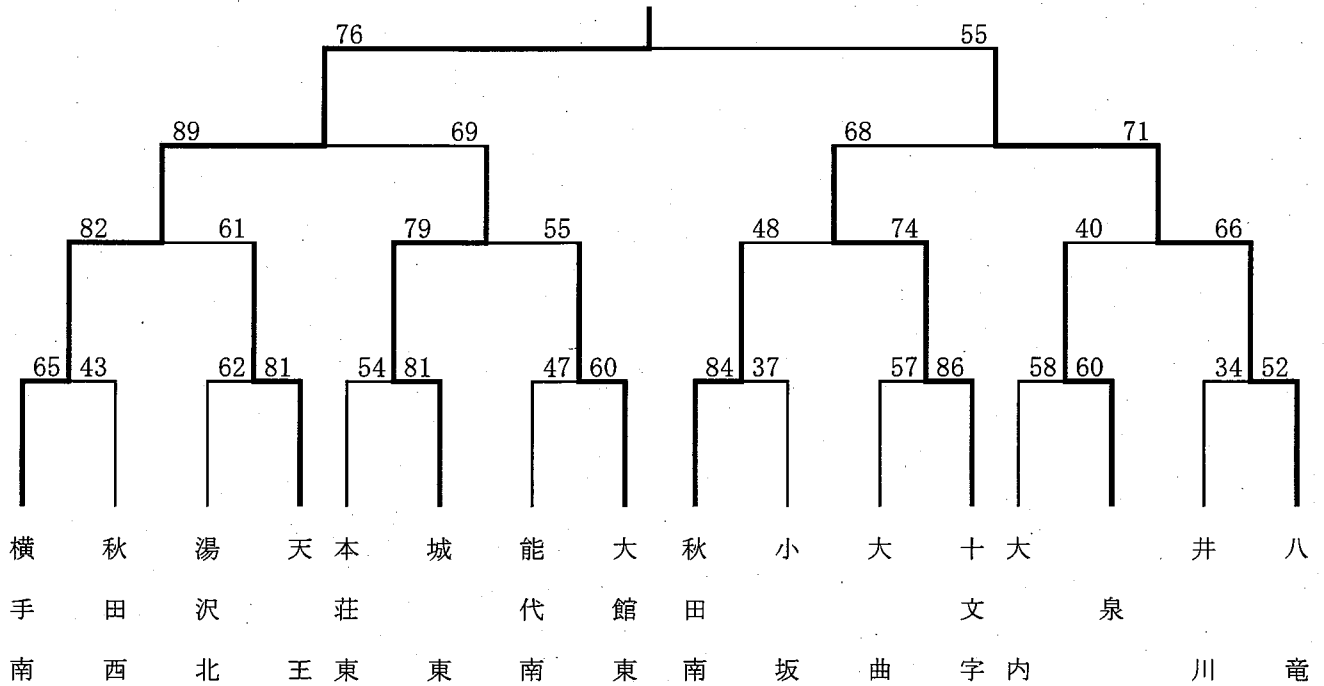 76 55
89 69 68 71
82 61 79 55 48 74 40 66
65 43 62 81 54 81 47 60 84 37 57 86 58 60 34 52
横手南 秋田西 湯沢北 天王 本荘東 城東 能代南 大館東 秋田南 小坂 大曲 十文字 大内 泉 井川 八竜